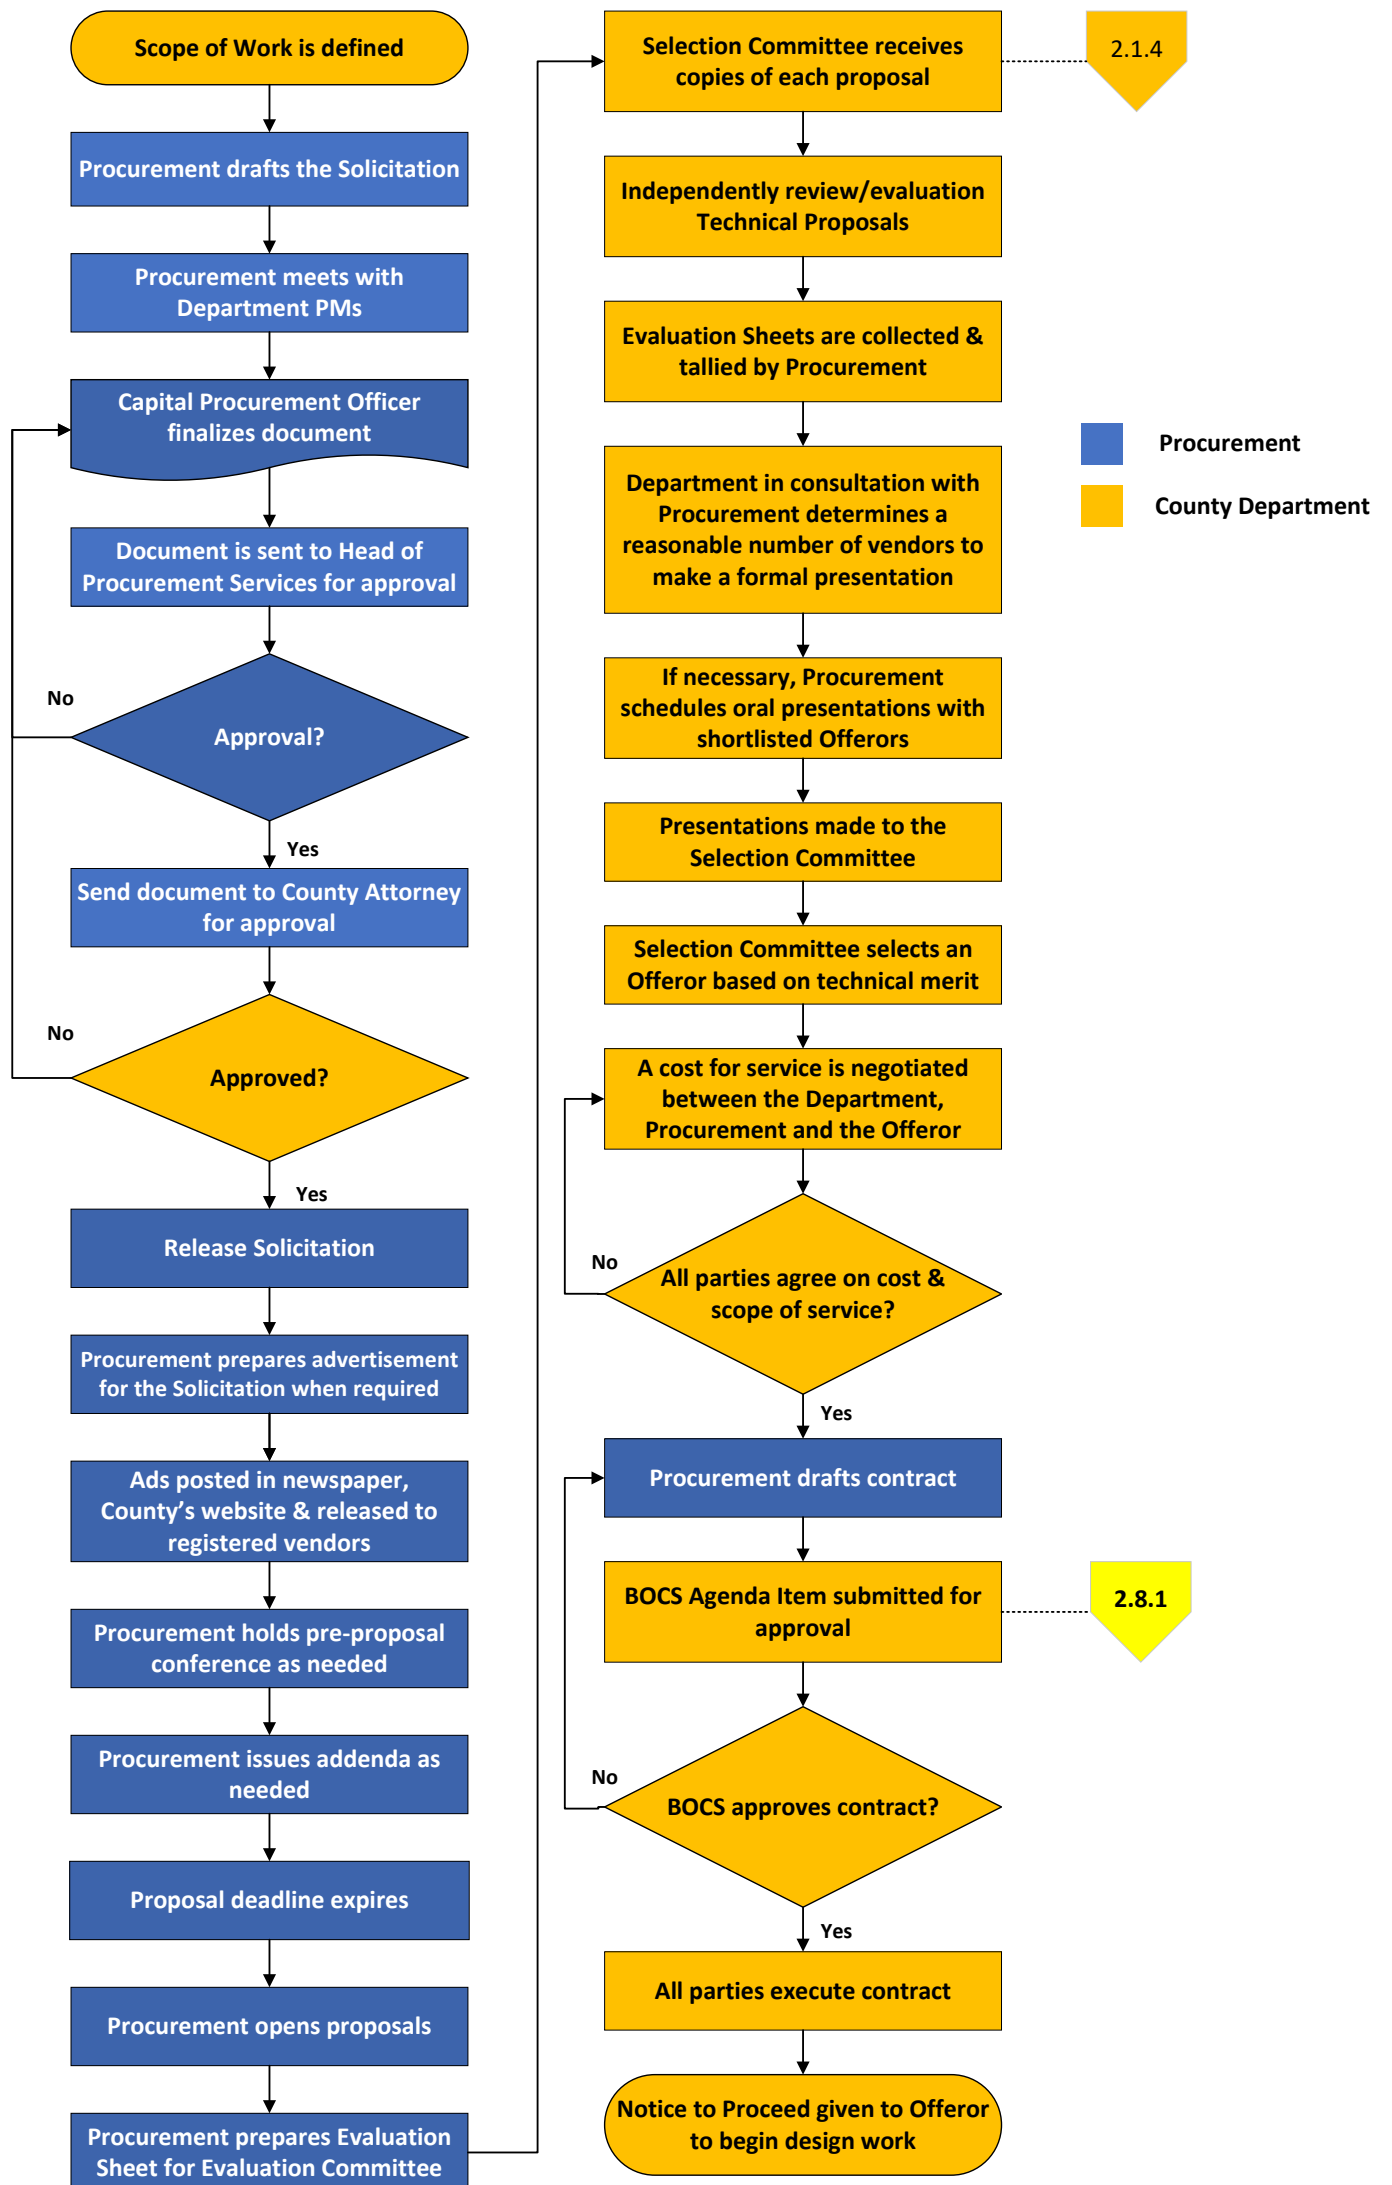 Scope of Work is defined
Procurement drafts the Solicitation
Procurement meets with
Department PMs
Capital Procurement Officer
finalizes document
Document is sent to Head of
Procurement Services for approval
No
Approval?
Yes
Send document to County Attorney
for approval
No
Approved?
Yes
Release Solicitation
Procurement prepares advertisement
for the Solicitation when required
Ads posted in newspaper,
County’s website & released to
registered vendors
Procurement holds pre-proposal
conference as needed
Procurement issues addenda as
needed
Proposal deadline expires
Procurement opens proposals
Procurement prepares Evaluation
Sheet for Evaluation Committee
Selection Committee receives
copies of each proposal
2.1.4
Independently review/evaluation
Technical Proposals
Evaluation Sheets are collected &
tallied by Procurement
Department in consultation with
Procurement determines a
reasonable number of vendors to
make a formal presentation
If necessary, Procurement
schedules oral presentations with
shortlisted Offerors
Presentations made to the
Selection Committee
Selection Committee selects an
Offeror based on technical merit
A cost for service is negotiated
between the Department,
Procurement and the Offeror
No
All parties agree on cost &
scope of service?
Yes
Procurement drafts contract
BOCS Agenda Item submitted for
approval
2.8.1
No
BOCS approves contract?
Yes
All parties execute contract
Notice to Proceed given to Offeror
to begin design work
Procurement
County Department